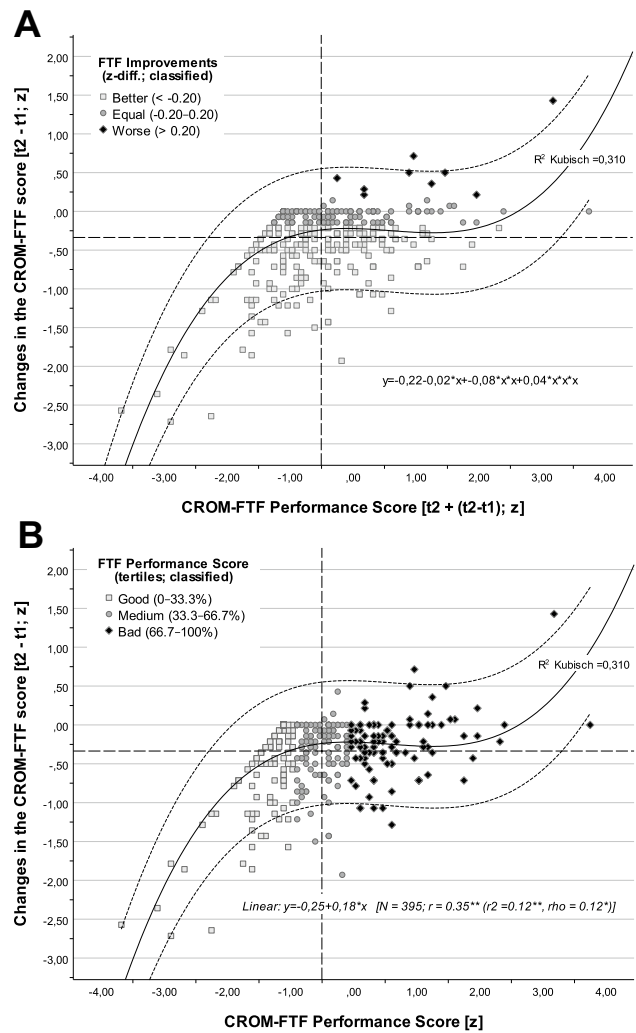 A
FTF Improvements
(z-diff.; classified)
Better (< -0.20)
Equal (-0.20–0.20)
Worse (> 0.20)
2,00
1,50
1,00
,50
,00
-,50
-1,00
-1,50
-2,00
-2,50
-3,00
Changes in the CROM-FTF score [t2 - t1; z]
R² Kubisch =0,310
y=-0,22-0,02*x+-0,08*x*x+0,04*x*x*x
-4,00 -3,00 -2,00 -1,00 ,00 1,00 2,00 3,00 4,00
CROM-FTF Performance Score [t2 + (t2-t1); z]
B
FTF Performance Score
(tertiles; classified)
Good (0–33.3%)
Medium (33.3–66.7%)
Bad (66.7–100%)
2,00
1,50
1,00
,50
,00
-,50
-1,00
-1,50
-2,00
-2,50
-3,00
Changes in the CROM-FTF score [t2 - t1; z]
R² Kubisch =0,310
Linear: y=-0,25+0,18*x [N = 395; r = 0.35** (r2 =0.12**, rho = 0.12*)]
-4,00 -3,00 -2,00 -1,00 ,00 1,00 2,00 3,00 4,00
CROM-FTF Performance Score [z]